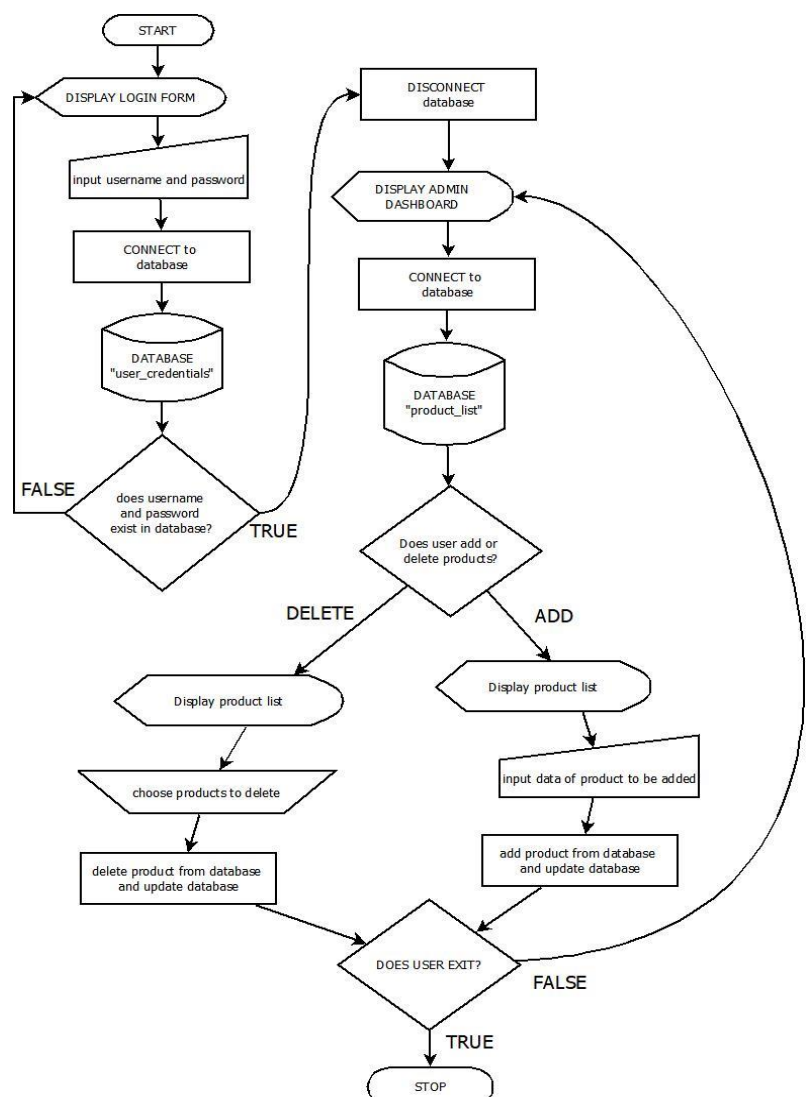 START
DISPLAY LOGIN FORM
input username and password
CONNECT to
database
DATABASE
"user_credentials"
does username
and password
exist in database?
FALSE
TRUE
DISCONNECT
database
DISPLAY ADMIN
DASHBOARD
CONNECT to
database
DATABASE
"product_list"
Does user add or
delete products?
DELETE
ADD
Display product list
choose products to delete
delete product from database
and update database
Display product list
input data of product to be added
add product from database
and update database
DOES USER EXIT?
FALSE
TRUE
STOP